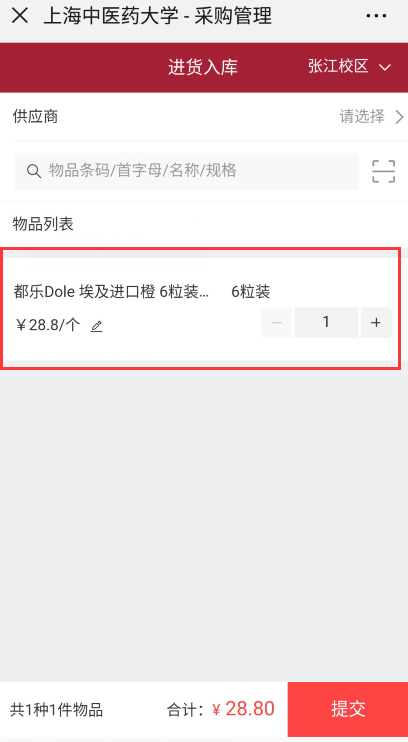 上海中医药大学 - 采购管理
进货入库
张江校区
供应商
请选择
物品条码/首字母/名称/规格
物品列表
都乐Dole 埃及进口橙 6粒装... 6粒装
￥28.8/个
1
共1种1件物品
合计：￥28.80
提交